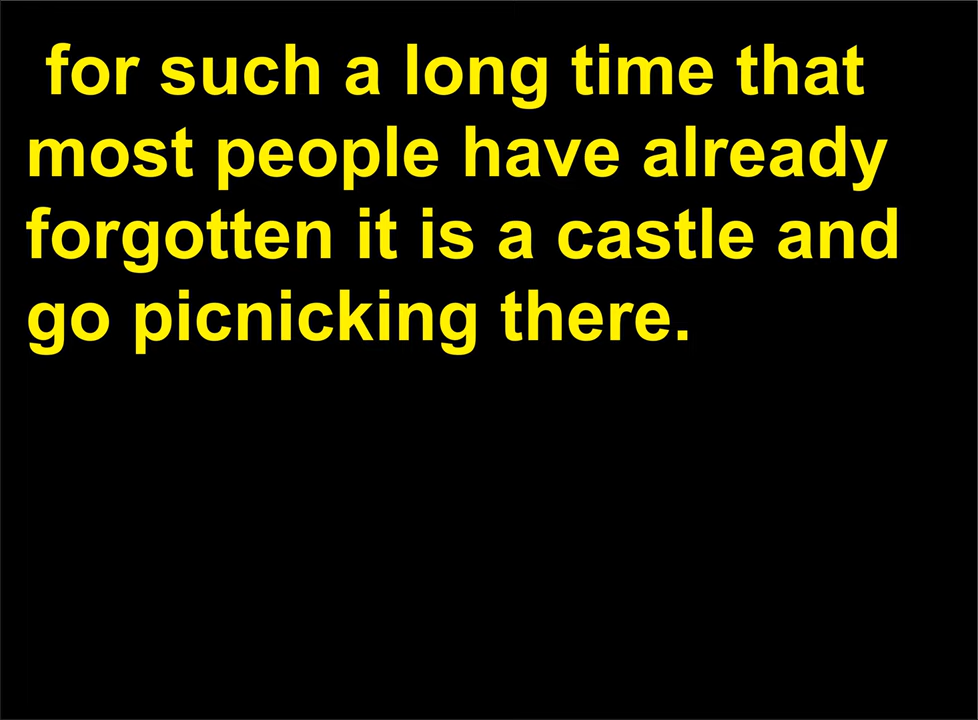 for such a long time that
most people have already
forgotten it is a castle and
go picnicking there.